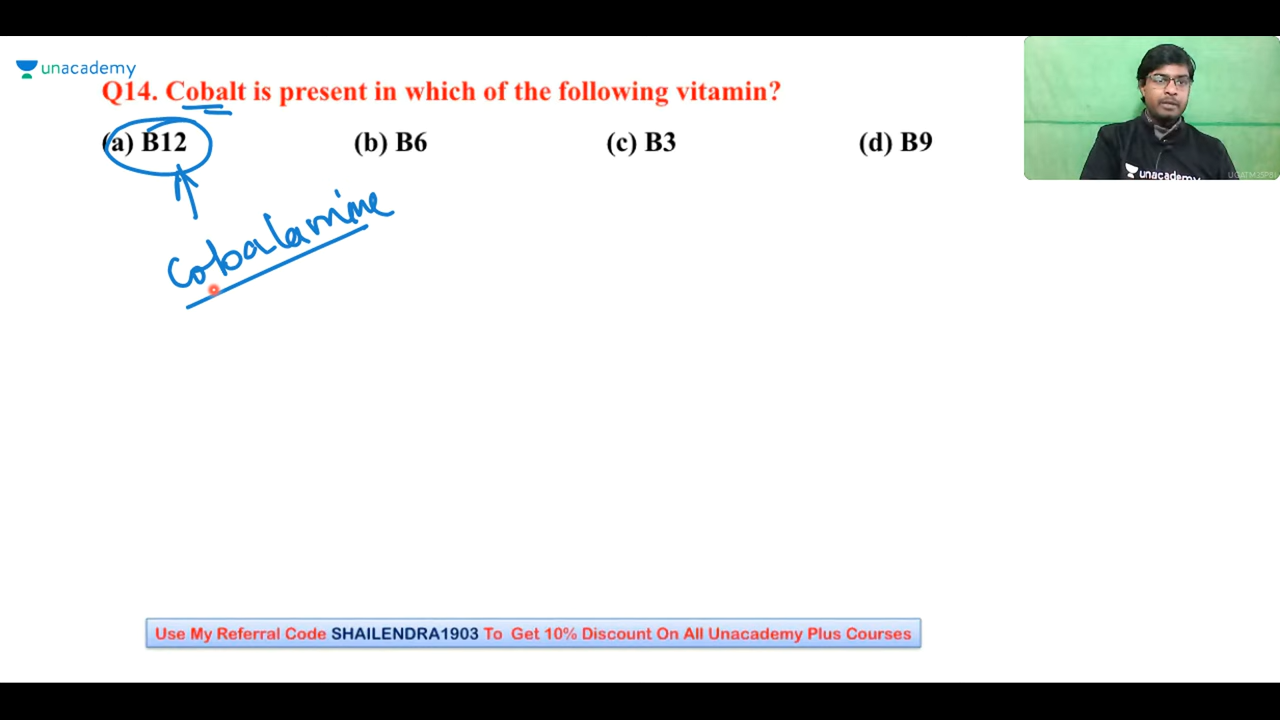 unacademy
Q14. Cobalt is present in which of the following vitamin?
(a) B12 (b) B6 (c) B3 (d) B9
Cobalamine
unacademy
Use My Referral Code SHAILENDRA1903 To Get 10% Discount On All Unacademy Plus Courses